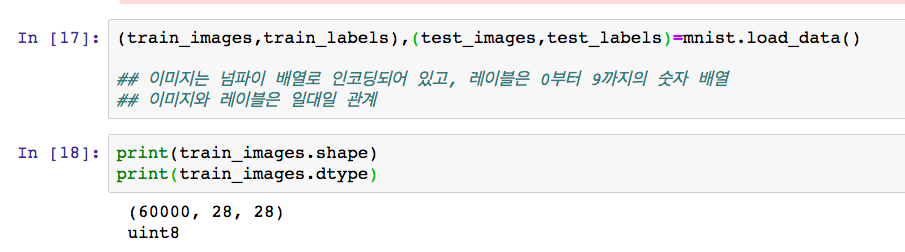 In [17]: (train_images,train_labels),(test_images,test_labels)=mnist.load_data()
## 이미지는 넘파이 배열로 인코딩되어 있고, 레이블은 0부터 9까지의 숫자 배열
## 이미지와 레이블은 일대일 관계
In [18]: print(train_images.shape)
print(train_images.dtype)
(60000, 28, 28)
uint8